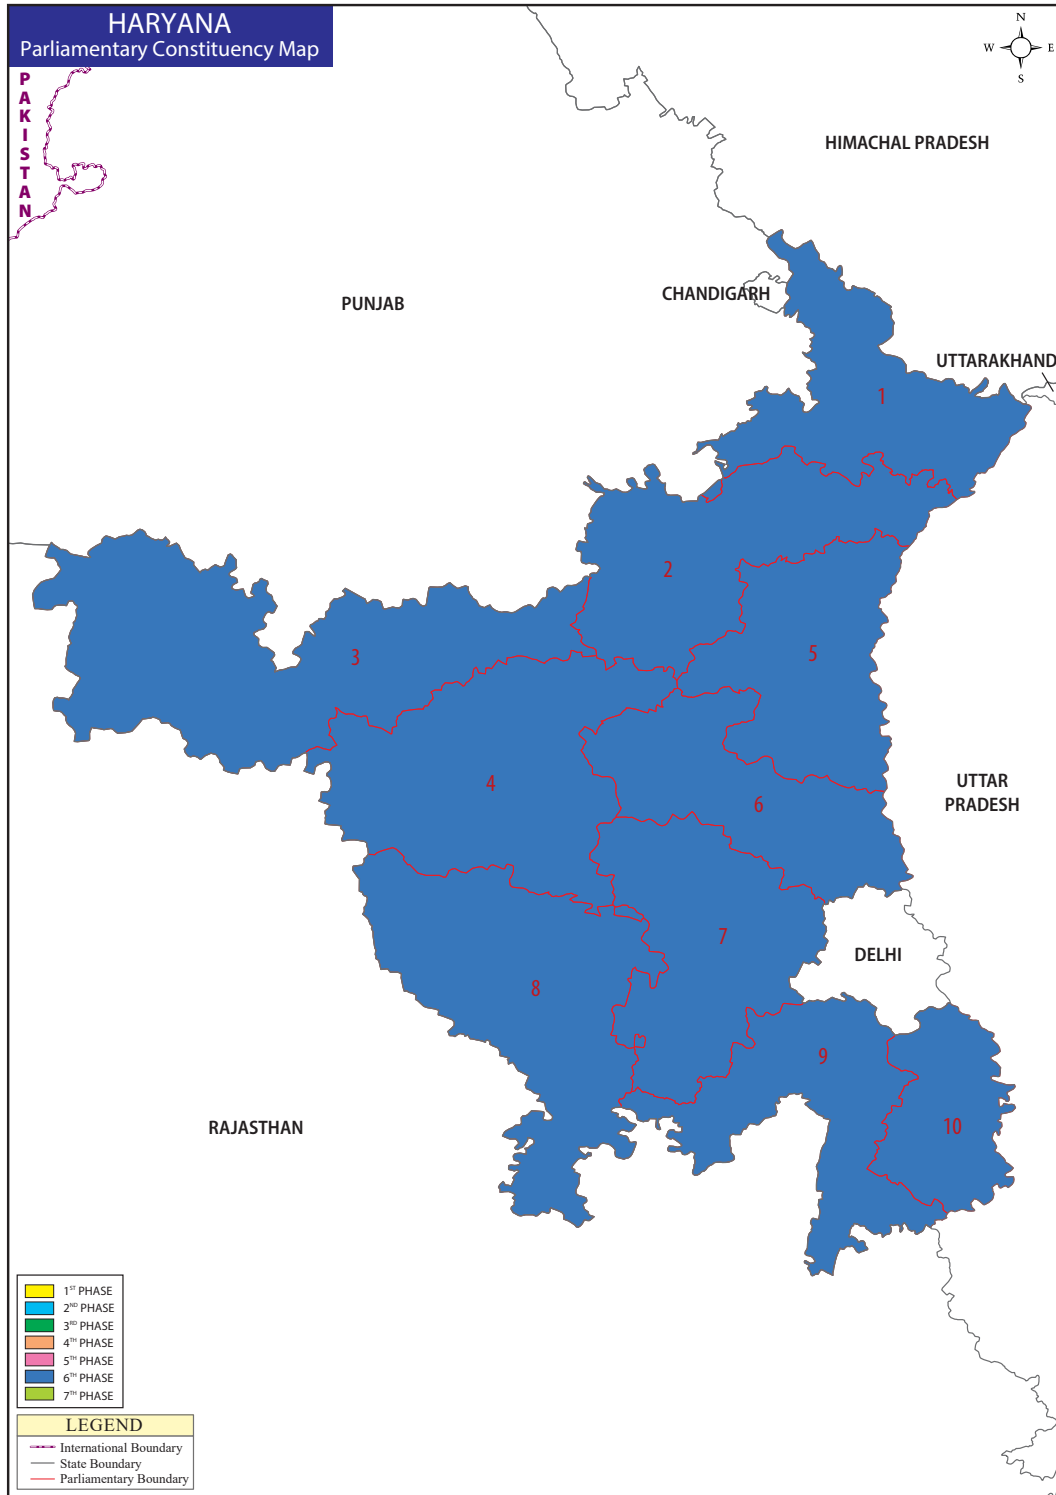 HARYANA
Parliamentary Constituency Map
N
W E
S
PAKISTAN
HIMACHAL PRADESH
PUNJAB
CHANDIGARH
UTTARAKHAND
1
2
3
5
4
6
UTTAR
PRADESH
7
DELHI
8
9
RAJASTHAN
10
1ST PHASE
2ND PHASE
3RD PHASE
4TH PHASE
5TH PHASE
6TH PHASE
7TH PHASE
LEGEND
International Boundary
State Boundary
Parliamentary Boundary